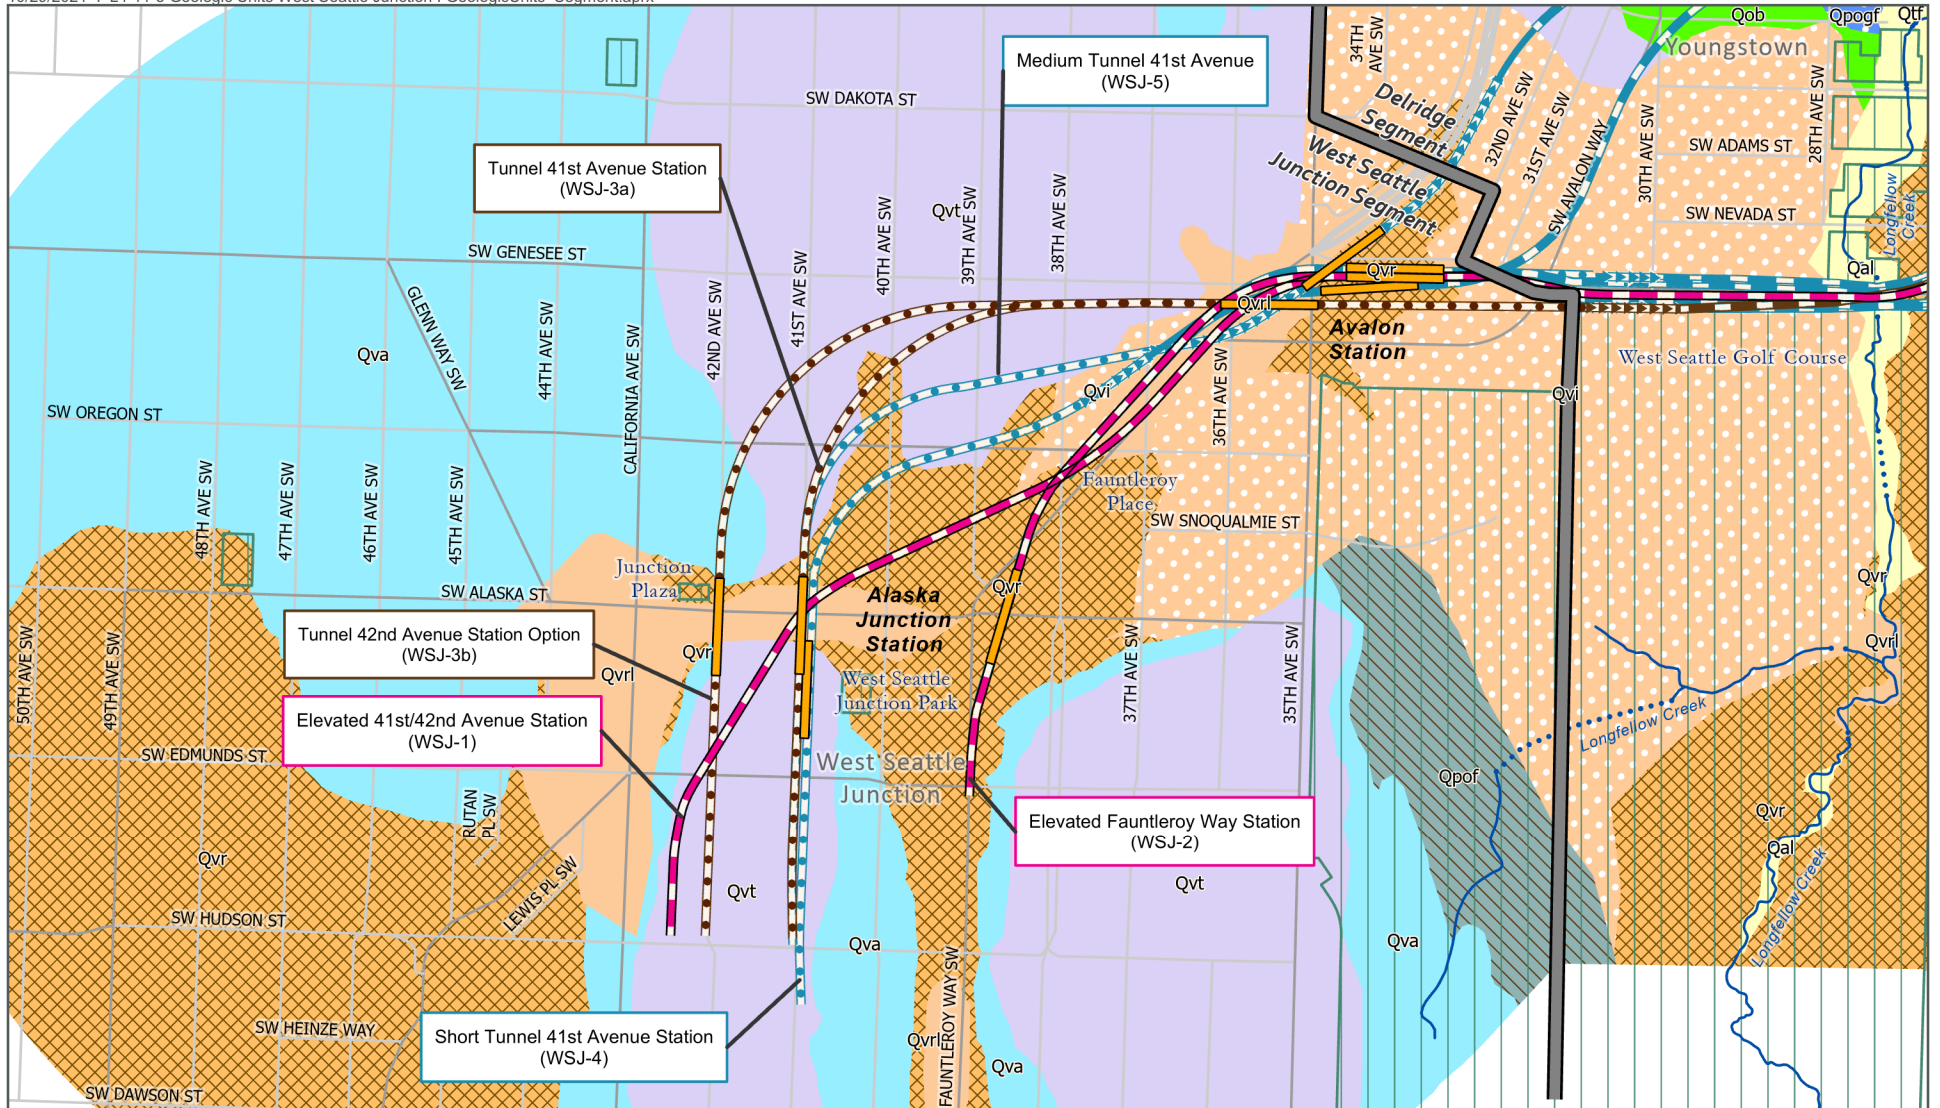 Qob
Qpogf
Qtf
Youngstown
34TH
AVE SW
Medium Tunnel 41st Avenue
(WSJ-5)
SW DAKOTA ST
Delridge
Segment
West Seattle
Junction Segment
32ND AVE SW
31ST AVE SW
SW AVALON WAY
30TH AVE SW
28TH AVE SW
SW ADAMS ST
SW NEVADA ST
Longfellow
Creek
Qal
Tunnel 41st Avenue Station
(WSJ-3a)
Qvt
40TH AVE SW
39TH AVE SW
38TH AVE SW
SW GENESEE ST
41ST AVE SW
42ND AVE SW
GLENN WAY SW
44TH AVE SW
CALIFORNIA AVE SW
Qvr
Qvrl
Avalon
Station
West Seattle Golf Course
Qva
Qvi
Qvi
36TH AVE SW
SW OREGON ST
48TH AVE SW
47TH AVE SW
46TH AVE SW
45TH AVE SW
Fauntleroy
Place
SW SNOQUALMIE ST
Junction
Plaza
SW ALASKA ST
Alaska
Junction
Station
Qvr
Qvr
Tunnel 42nd Avenue Station Option
(WSJ-3b)
Qvr
Qvrl
Qvrl
50TH AVE SW
49TH AVE SW
37TH AVE SW
35TH AVE SW
West Seattle
Junction Park
Elevated 41st/42nd Avenue Station
(WSJ-1)
SW EDMUNDS ST
West Seattle
Junction
Longfellow Creek
Qpof
RUTAN
PL SW
Elevated Fauntleroy Way Station
(WSJ-2)
Qvr
Qvr
Qal
LEWIS PL SW
Qvt
Qvt
Longfellow Creek
SW HUDSON ST
Qva
Qva
FAUNTLEROY WAY SW
SW HEINZE WAY
Short Tunnel 41st Avenue Station
(WSJ-4)
Qvrl
Qva
SW DAWSON ST